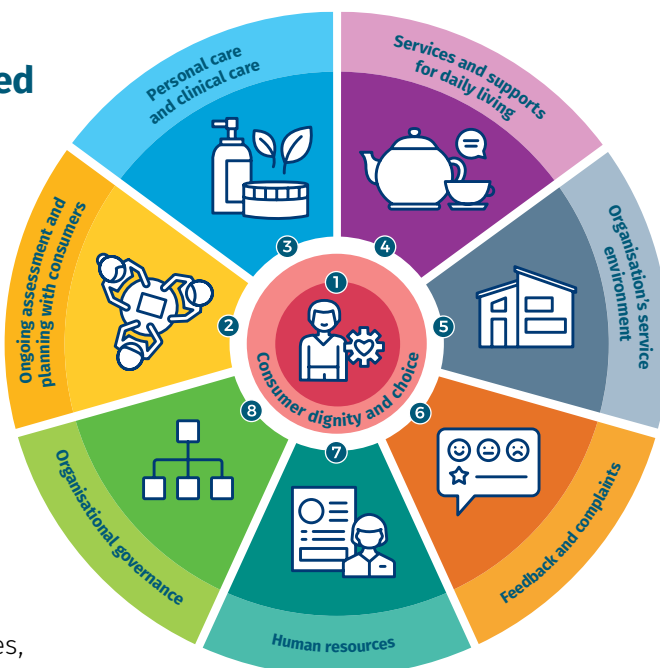 ed
1
Consumer dignity and choice
2
Ongoing assessment and
planning with consumers
3
Personal care
and clinical care
4
Services and supports
for daily living
5
Organisation's service
environment
6
Feedback and complaints
7
Human resources
8
Organisational governance
es,